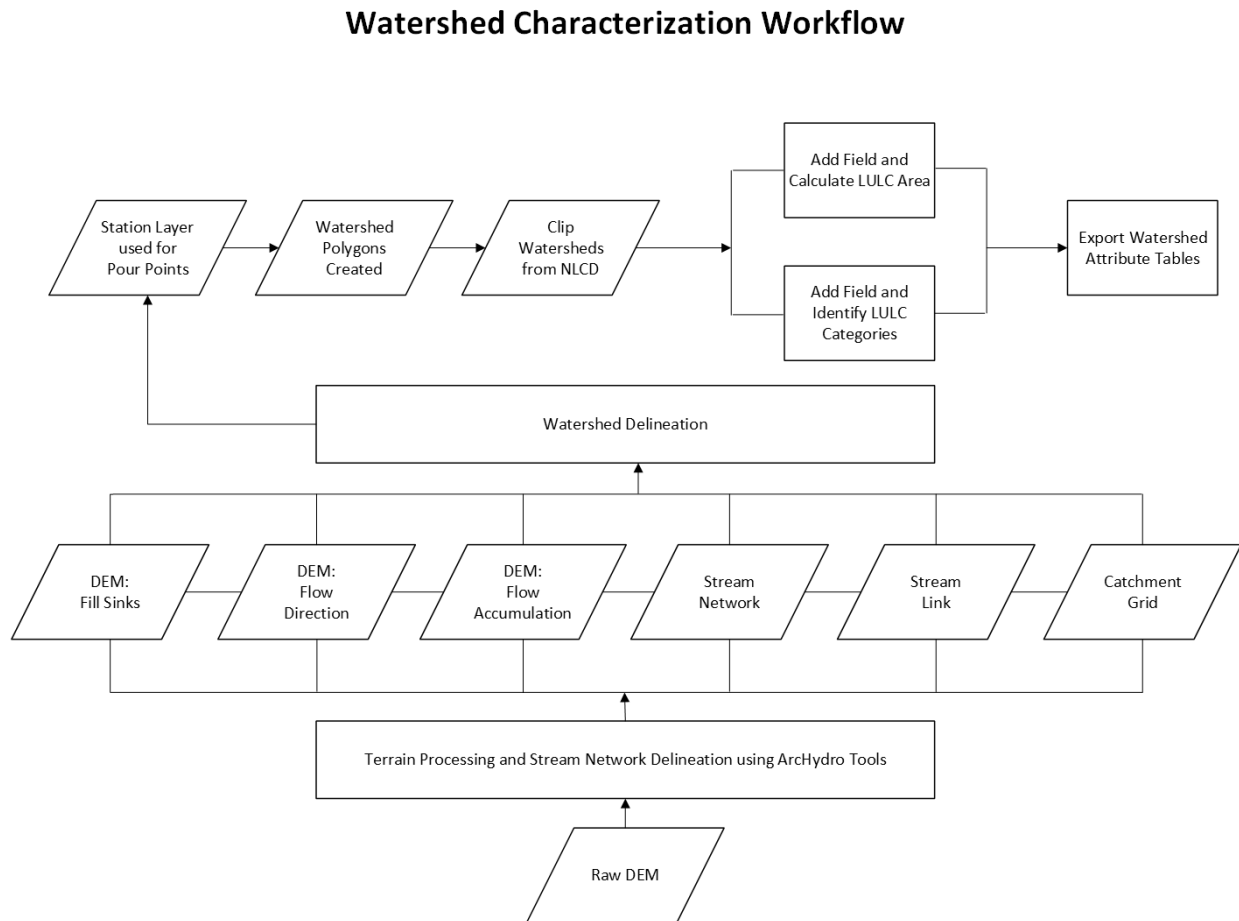 Watershed Characterization Workflow
Add Field and
Calculate LULC Area
Station Layer
used for
Pour Points
Watershed
Polygons
Created
Clip
Watersheds
from NLCD
Export Watershed
Attribute Tables
Add Field and
Identify LULC
Categories
Watershed Delineation
DEM:
Fill Sinks
DEM:
Flow
Direction
DEM:
Flow
Accumulation
Stream
Network
Stream
Link
Catchment
Grid
Terrain Processing and Stream Network Delineation using ArcHydro Tools
Raw DEM